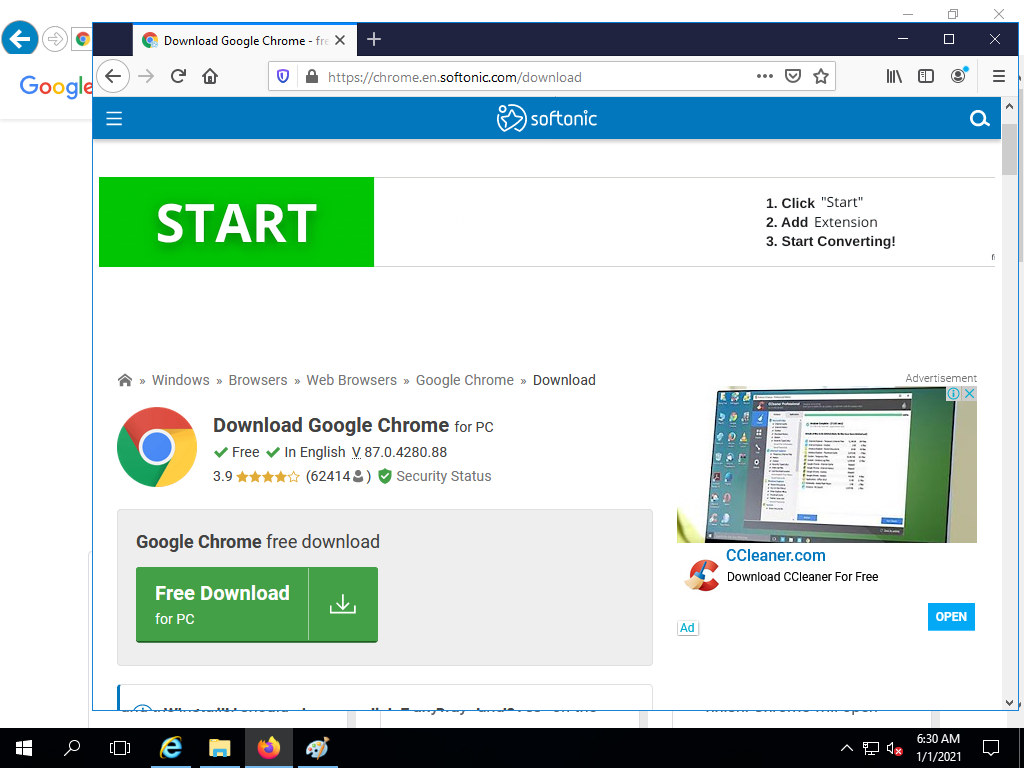 Download Google Chrome - fre
https://chrome.en.softonic.com/download
Google
softonic
START
1. Click "Start"
2. Add Extension
3. Start Converting!
» Windows » Browsers » Web Browsers » Google Chrome » Download
Advertisement
Download Google Chrome for PC
Free In English V 87.0.4280.88
3.9 (62414 )
Security Status
Google Chrome free download
Free Download
for PC
CCleaner.com
Download CCleaner For Free
OPEN
Ad
6:30 AM
1/1/2021